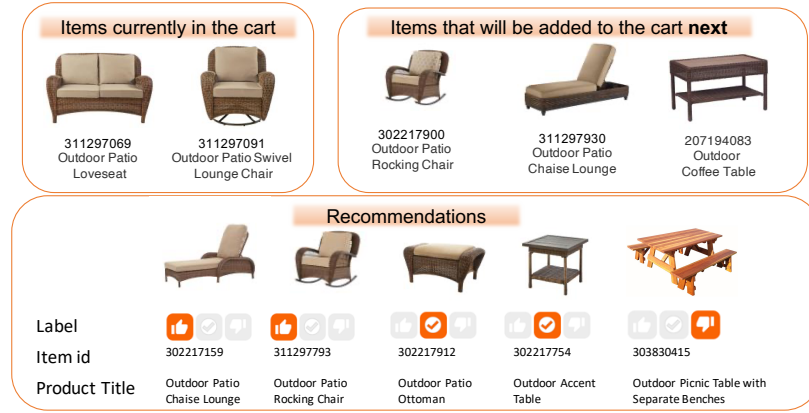 Items currently in the cart
311297069
Outdoor Patio
Loveseat
311297091
Outdoor Patio Swivel
Lounge Chair
Items that will be added to the cart next
302217900
Outdoor Patio
Rocking Chair
311297930
Outdoor Patio
Chaise Lounge
207194083
Outdoor
Coffee Table
Recommendations
Label
Item id 302217159 311297793 302217912 302217754 303830415
Product Title Outdoor Patio Outdoor Patio Outdoor Patio Outdoor Accent Outdoor Picnic Table with
Chaise Lounge Rocking Chair Ottoman Table Separate Benches